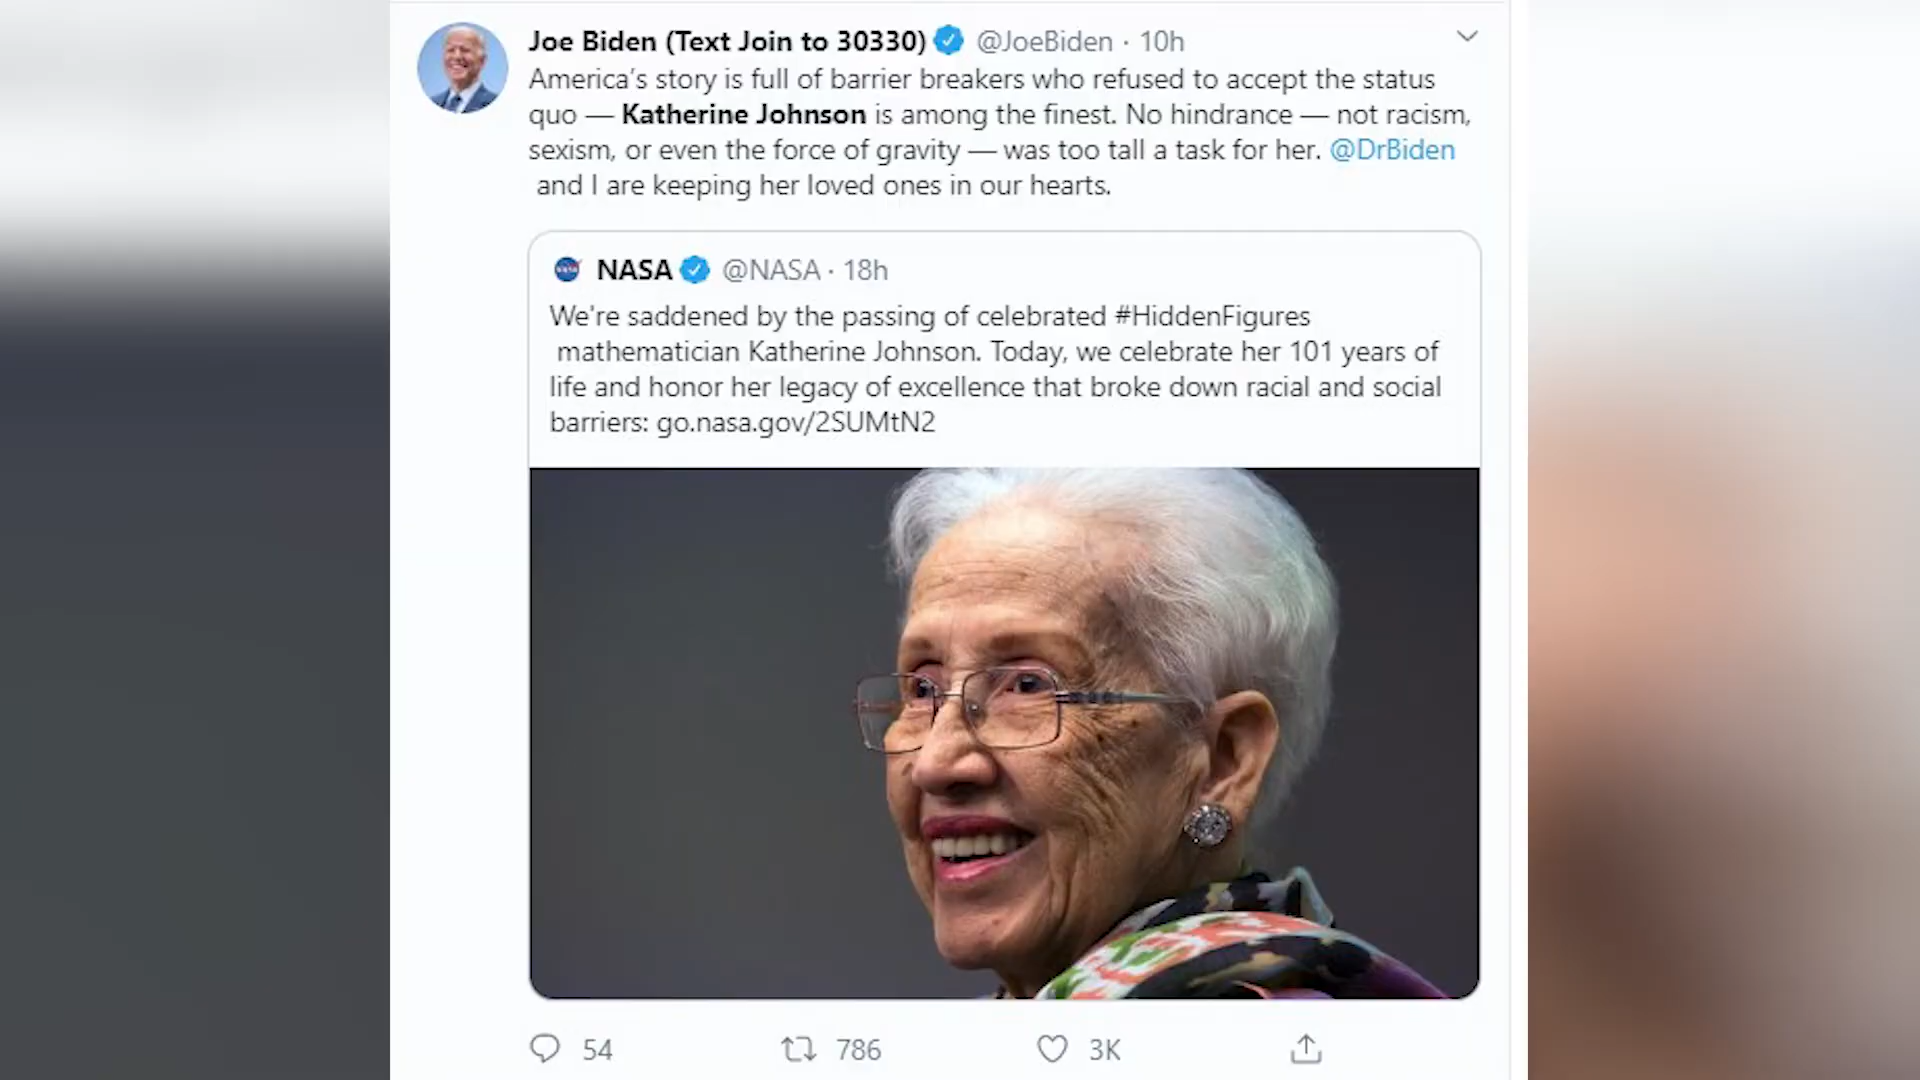 Joe Biden (Text Join to 30330) @JoeBiden · 10h
America's story is full of barrier breakers who refused to accept the status
quo — Katherine Johnson is among the finest. No hindrance — not racism,
sexism, or even the force of gravity — was too tall a task for her. @DrBiden
and I are keeping her loved ones in our hearts.
NASA NASA @NASA · 18h
We're saddened by the passing of celebrated #HiddenFigures
mathematician Katherine Johnson. Today, we celebrate her 101 years of
life and honor her legacy of excellence that broke down racial and social
barriers: go.nasa.gov/2SUMtN2
54 786 3K